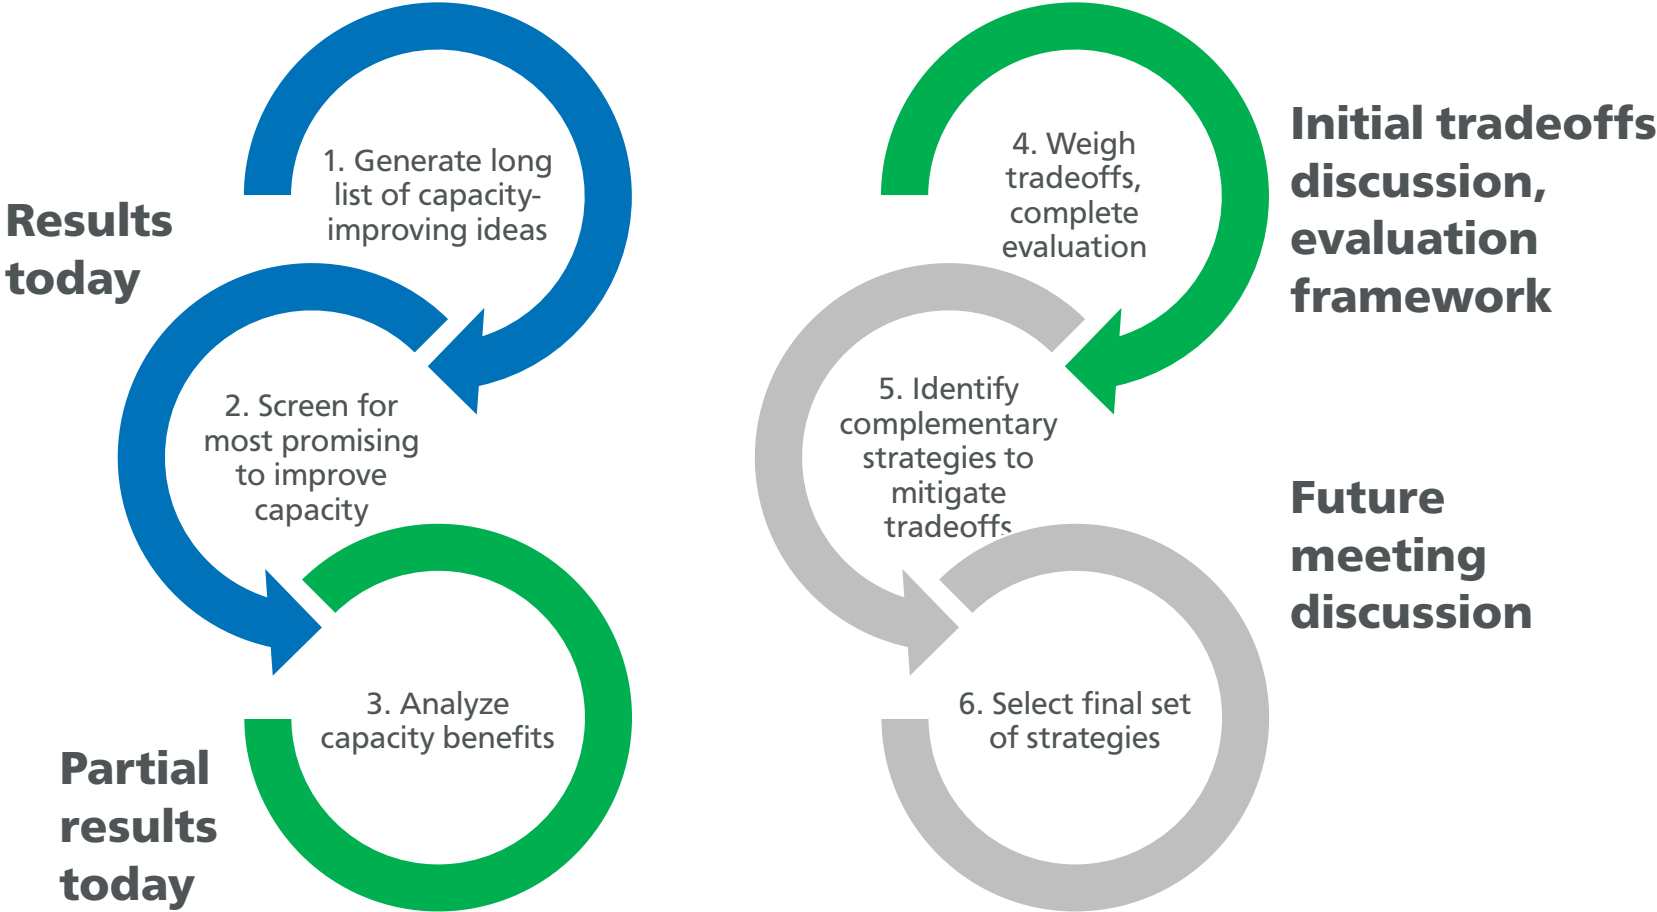 Results
today
1. Generate long
list of capacity-
improving ideas
2. Screen for
most promising
to improve
capacity
3. Analyze
capacity benefits
Partial
results
today
4. Weigh
tradeoffs,
complete
evaluation
Initial tradeoffs
discussion,
evaluation
framework
5. Identify
complementary
strategies to
mitigate
tradeoffs
6. Select final set
of strategies
Future
meeting
discussion